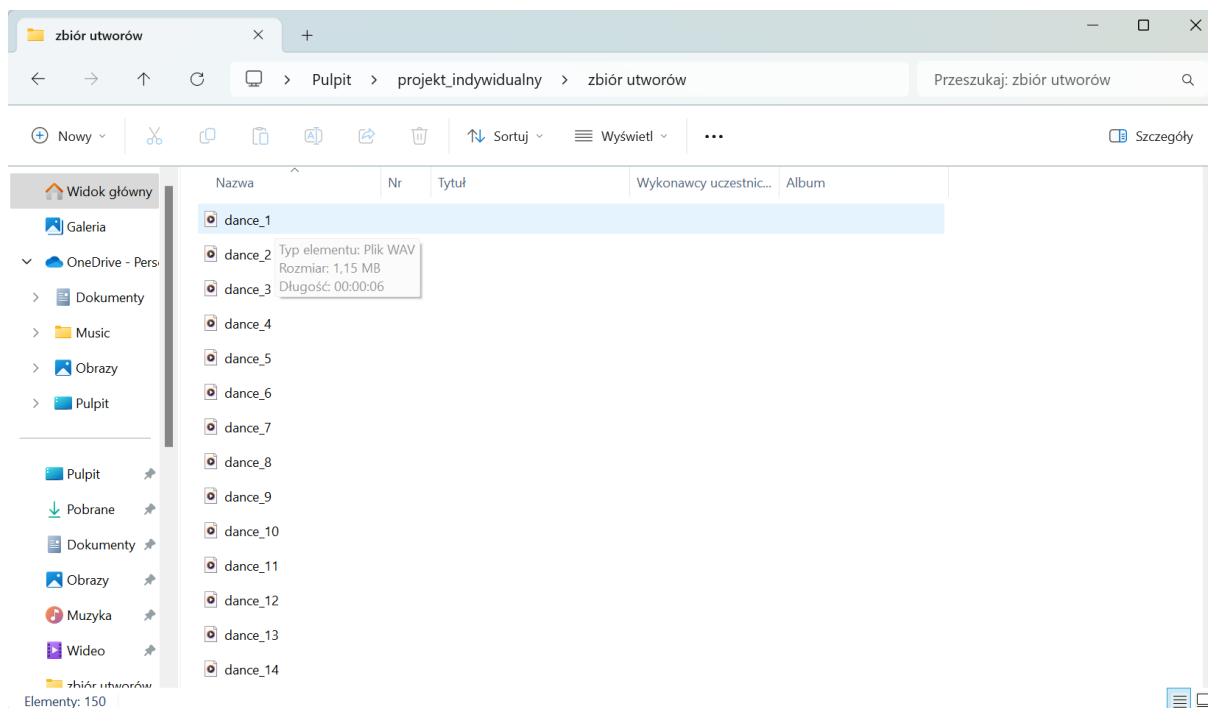 zbiór utworów
Pulpit > projekt_indywidualny > zbiór utworów
Przeszukaj: zbiór utworów
Nowy
Sortuj
Wyświetl
Szczegóły
Widok główny
Galeria
OneDrive - Pers
Dokumenty
Music
Obrazy
Pulpit
Pulpit
Pobrane
Dokumenty
Obrazy
Muzyka
Wideo
zbiór utworów
Nazwa Nr Tytuł Wykonawcy uczestnic... Album
dance_1
dance_2
dance_3
dance_4
dance_5
dance_6
dance_7
dance_8
dance_9
dance_10
dance_11
dance_12
dance_13
dance_14
Typ elementu: Plik WAV
Rozmiar: 1,15 MB
Długość: 00:00:06
Elementy: 150